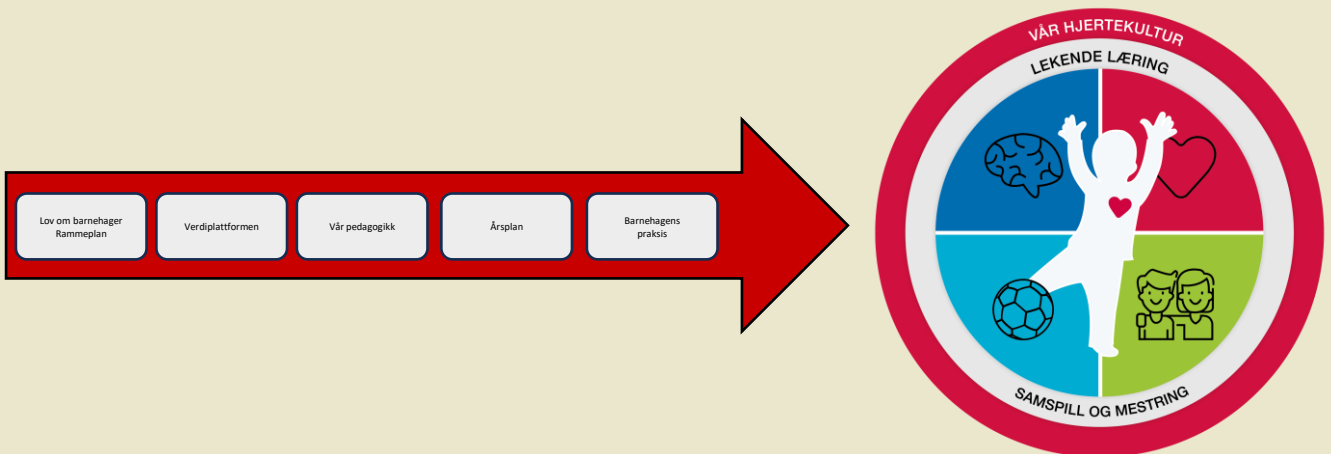 Lov om barnehager
Rammeplan
Verdiplattformen
Vår pedagogikk
Årsplan
Barnehagens
praksis
VÅR HJERTEKULTUR
LEKENDE LÆRING
SAMSPILL OG MESTRING